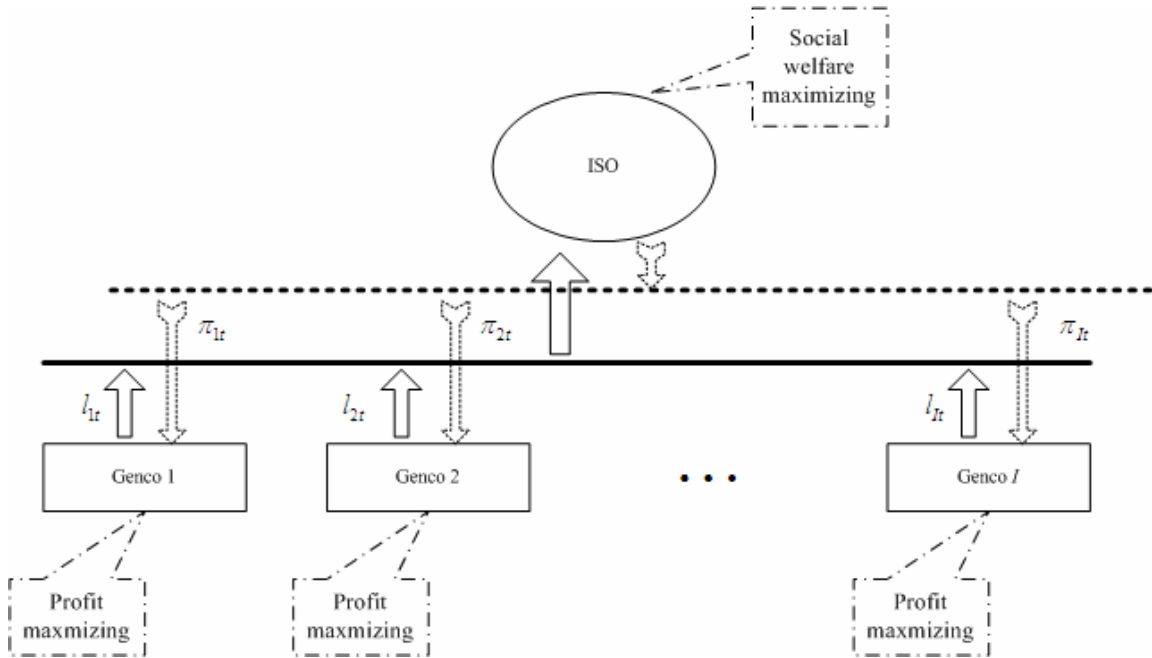 Social
welfare
maximizing
ISO
π1t
π2t
πIt
l1t
l2t
lIt
Genco 1
Genco 2
• • •
Genco I
Profit
maxmizing
Profit
maxmizing
Profit
maxmizing